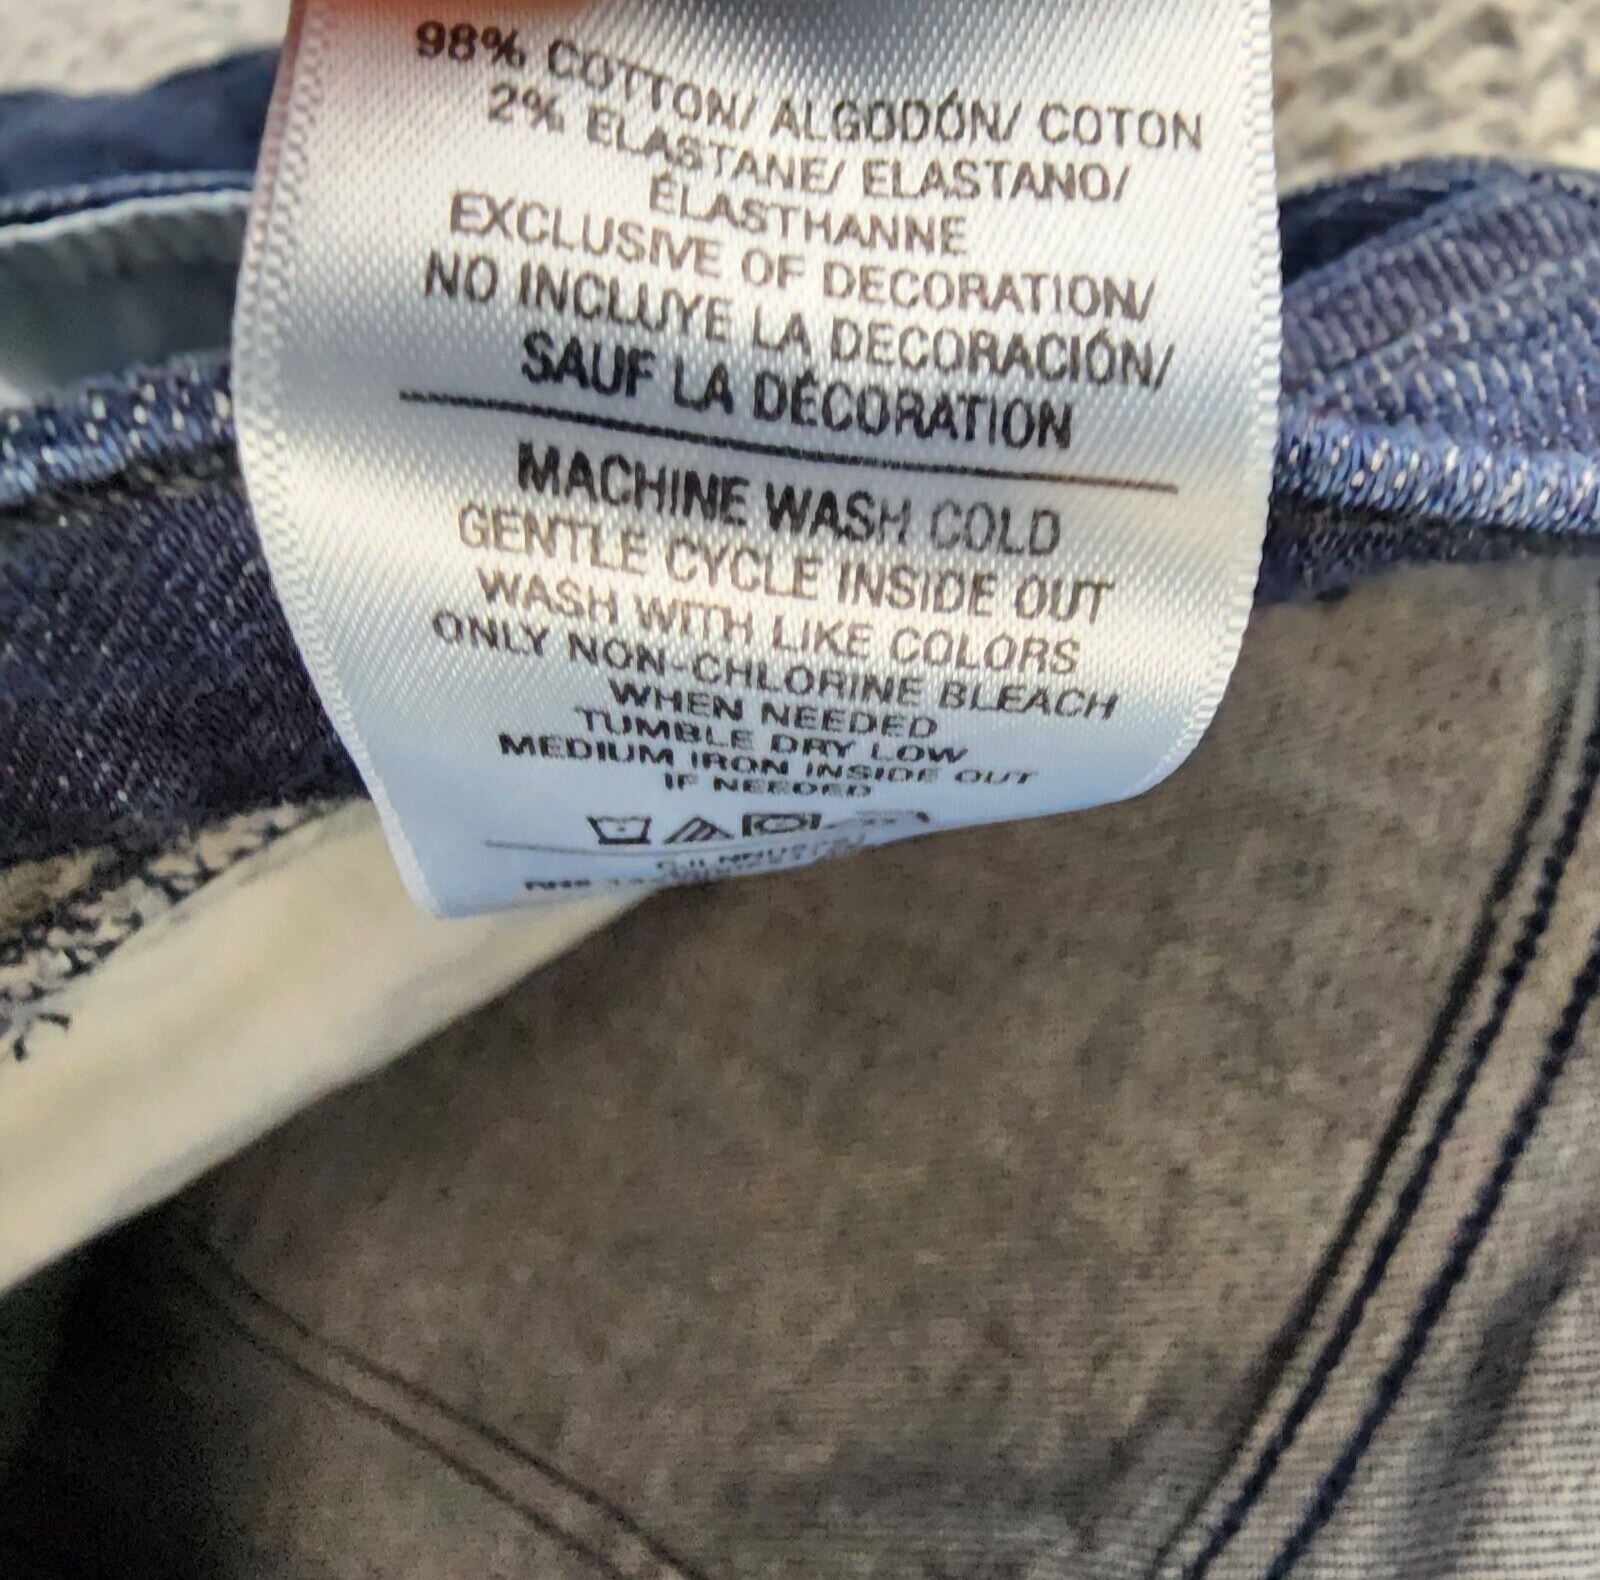 98% COTTON/ ALGODÓN/ COTON
2% ELASTANE/ ELASTANO/
ÉLASTHANNE
EXCLUSIVE OF DECORATION/
NO INCLUYE LA DECORACIÓN/
SAUF LA DÉCORATION
MACHINE WASH COLD
GENTLE CYCLE INSIDE OUT
WASH WITH LIKE COLORS
ONLY NON-CHLORINE BLEACH
WHEN NEEDED
TUMBLE DRY LOW
MEDIUM IRON INSIDE OUT
IF NEEDED